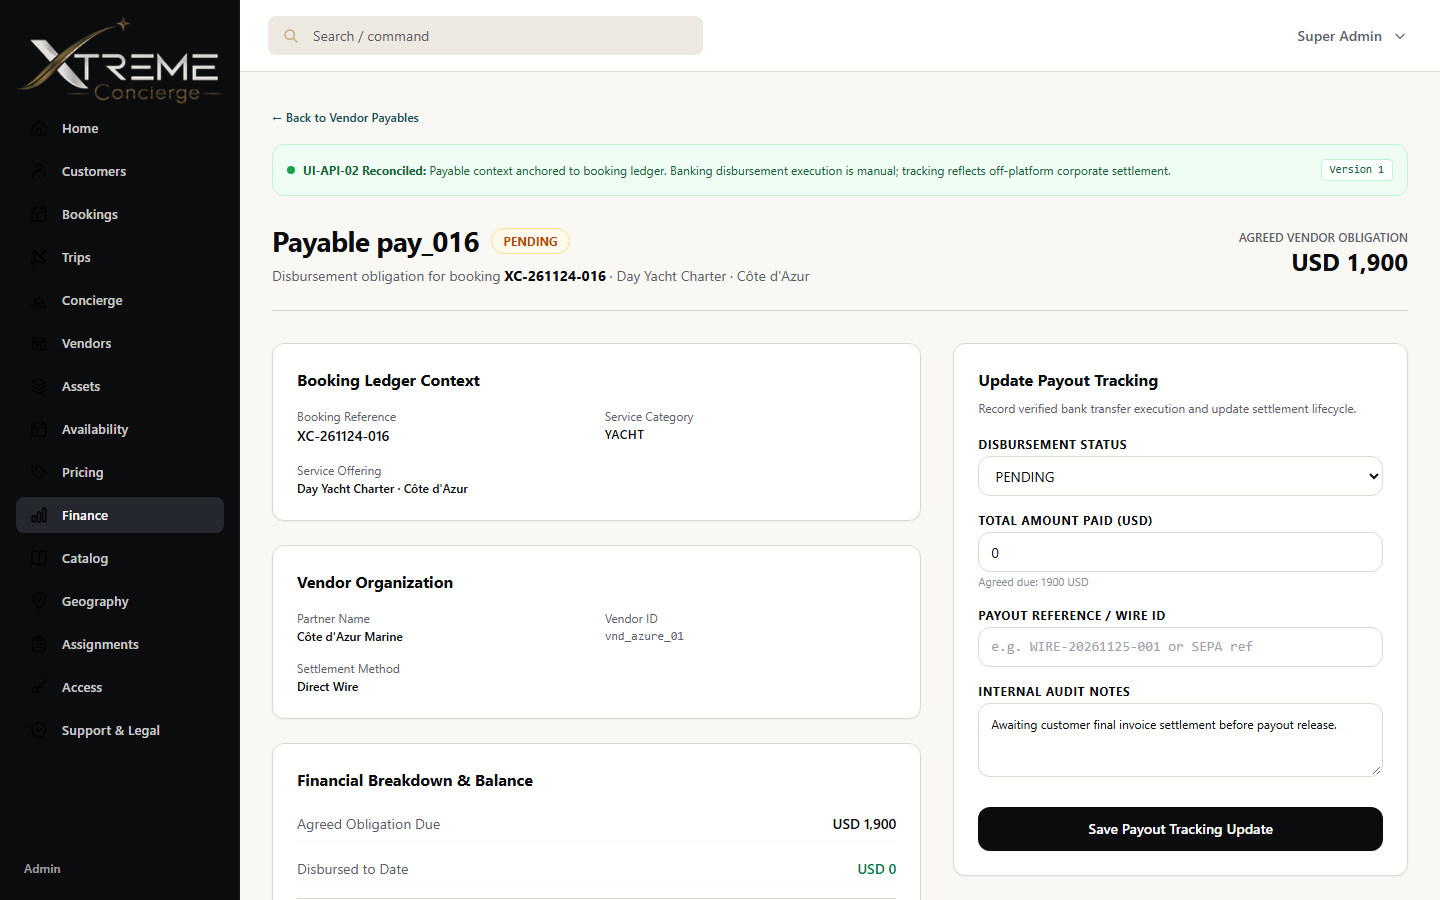 XTREME
Concierge
Home
Customers
Bookings
Trips
Concierge
Vendors
Assets
Availability
Pricing
Finance
Catalog
Geography
Assignments
Access
Support & Legal
Admin
Search / command
Super Admin
← Back to Vendor Payables
UI-API-02 Reconciled: Payable context anchored to booking ledger. Banking disbursement execution is manual; tracking reflects off-platform corporate settlement.
Version 1
Payable pay_016
PENDING
Disbursement obligation for booking XC-261124-016 · Day Yacht Charter · Côte d'Azur
AGREED VENDOR OBLIGATION
USD 1,900
Booking Ledger Context
Booking Reference
XC-261124-016
Service Category
YACHT
Service Offering
Day Yacht Charter · Côte d'Azur
Vendor Organization
Partner Name
Côte d'Azur Marine
Vendor ID
vnd_azure_01
Settlement Method
Direct Wire
Financial Breakdown & Balance
Agreed Obligation Due
USD 1,900
Disbursed to Date
USD 0
Update Payout Tracking
Record verified bank transfer execution and update settlement lifecycle.
DISBURSEMENT STATUS
PENDING
TOTAL AMOUNT PAID (USD)
0
Agreed due: 1900 USD
PAYOUT REFERENCE / WIRE ID
e.g. WIRE-20261125-001 or SEPA ref
INTERNAL AUDIT NOTES
Awaiting customer final invoice settlement before payout release.
Save Payout Tracking Update